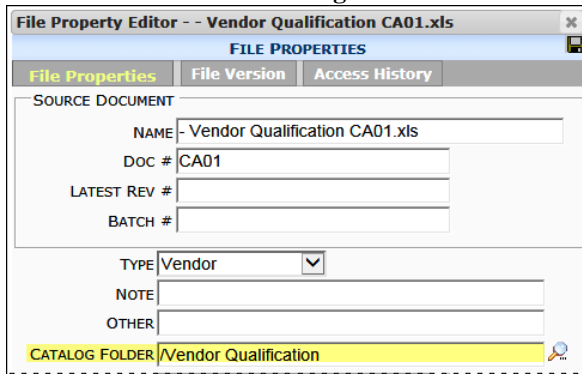 File Property Editor - - Vendor Qualification CA01.xls
FILE PROPERTIES
File Properties File Version Access History
SOURCE DOCUMENT
NAME - Vendor Qualification CA01.xls
DOC # CA01
LATEST REV #
BATCH #
TYPE Vendor
NOTE
OTHER
CATALOG FOLDER /Vendor Qualification